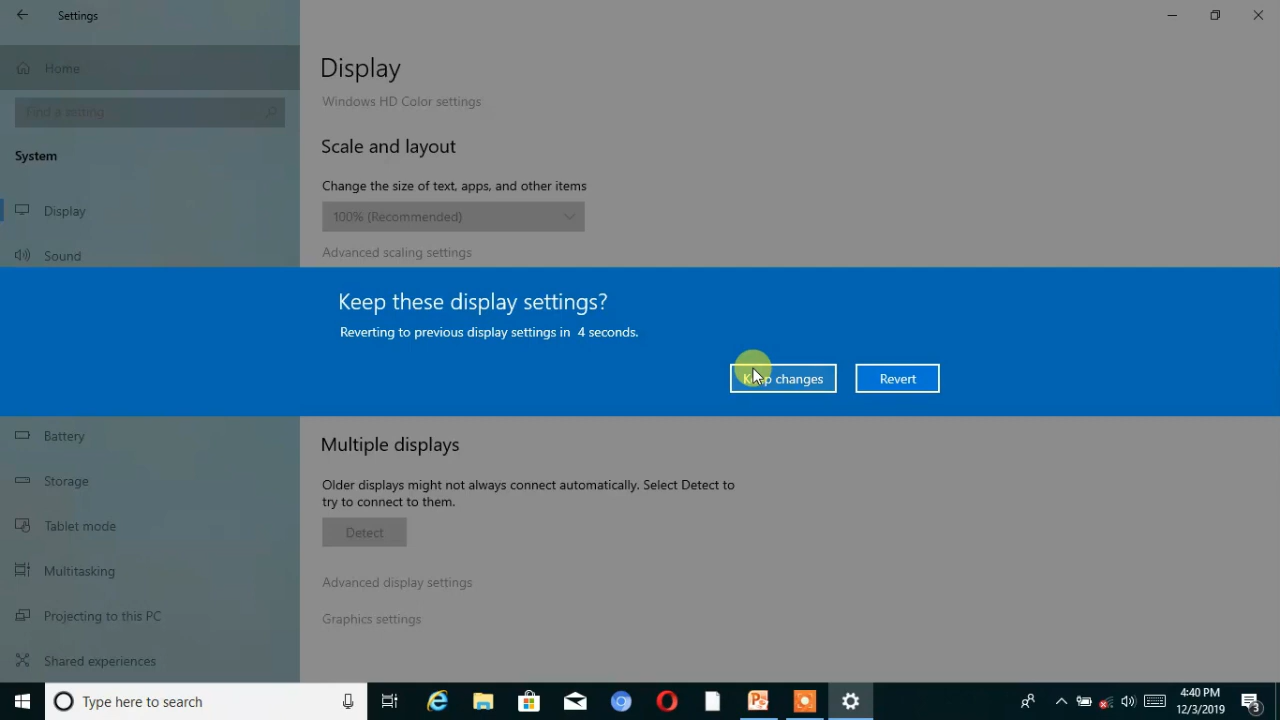 Settings
Home
Find a setting
System
Display
Sound
Battery
Storage
Tablet mode
Multitasking
Projecting to this PC
Shared experiences
Display
Windows HD Color settings
Scale and layout
Change the size of text, apps, and other items
100% (Recommended)
Advanced scaling settings
Keep these display settings?
Reverting to previous display settings in 4 seconds.
Keep changes
Revert
Multiple displays
Older displays might not always connect automatically. Select Detect to
try to connect to them.
Detect
Advanced display settings
Graphics settings
Type here to search
4:40 PM
12/3/2019
3